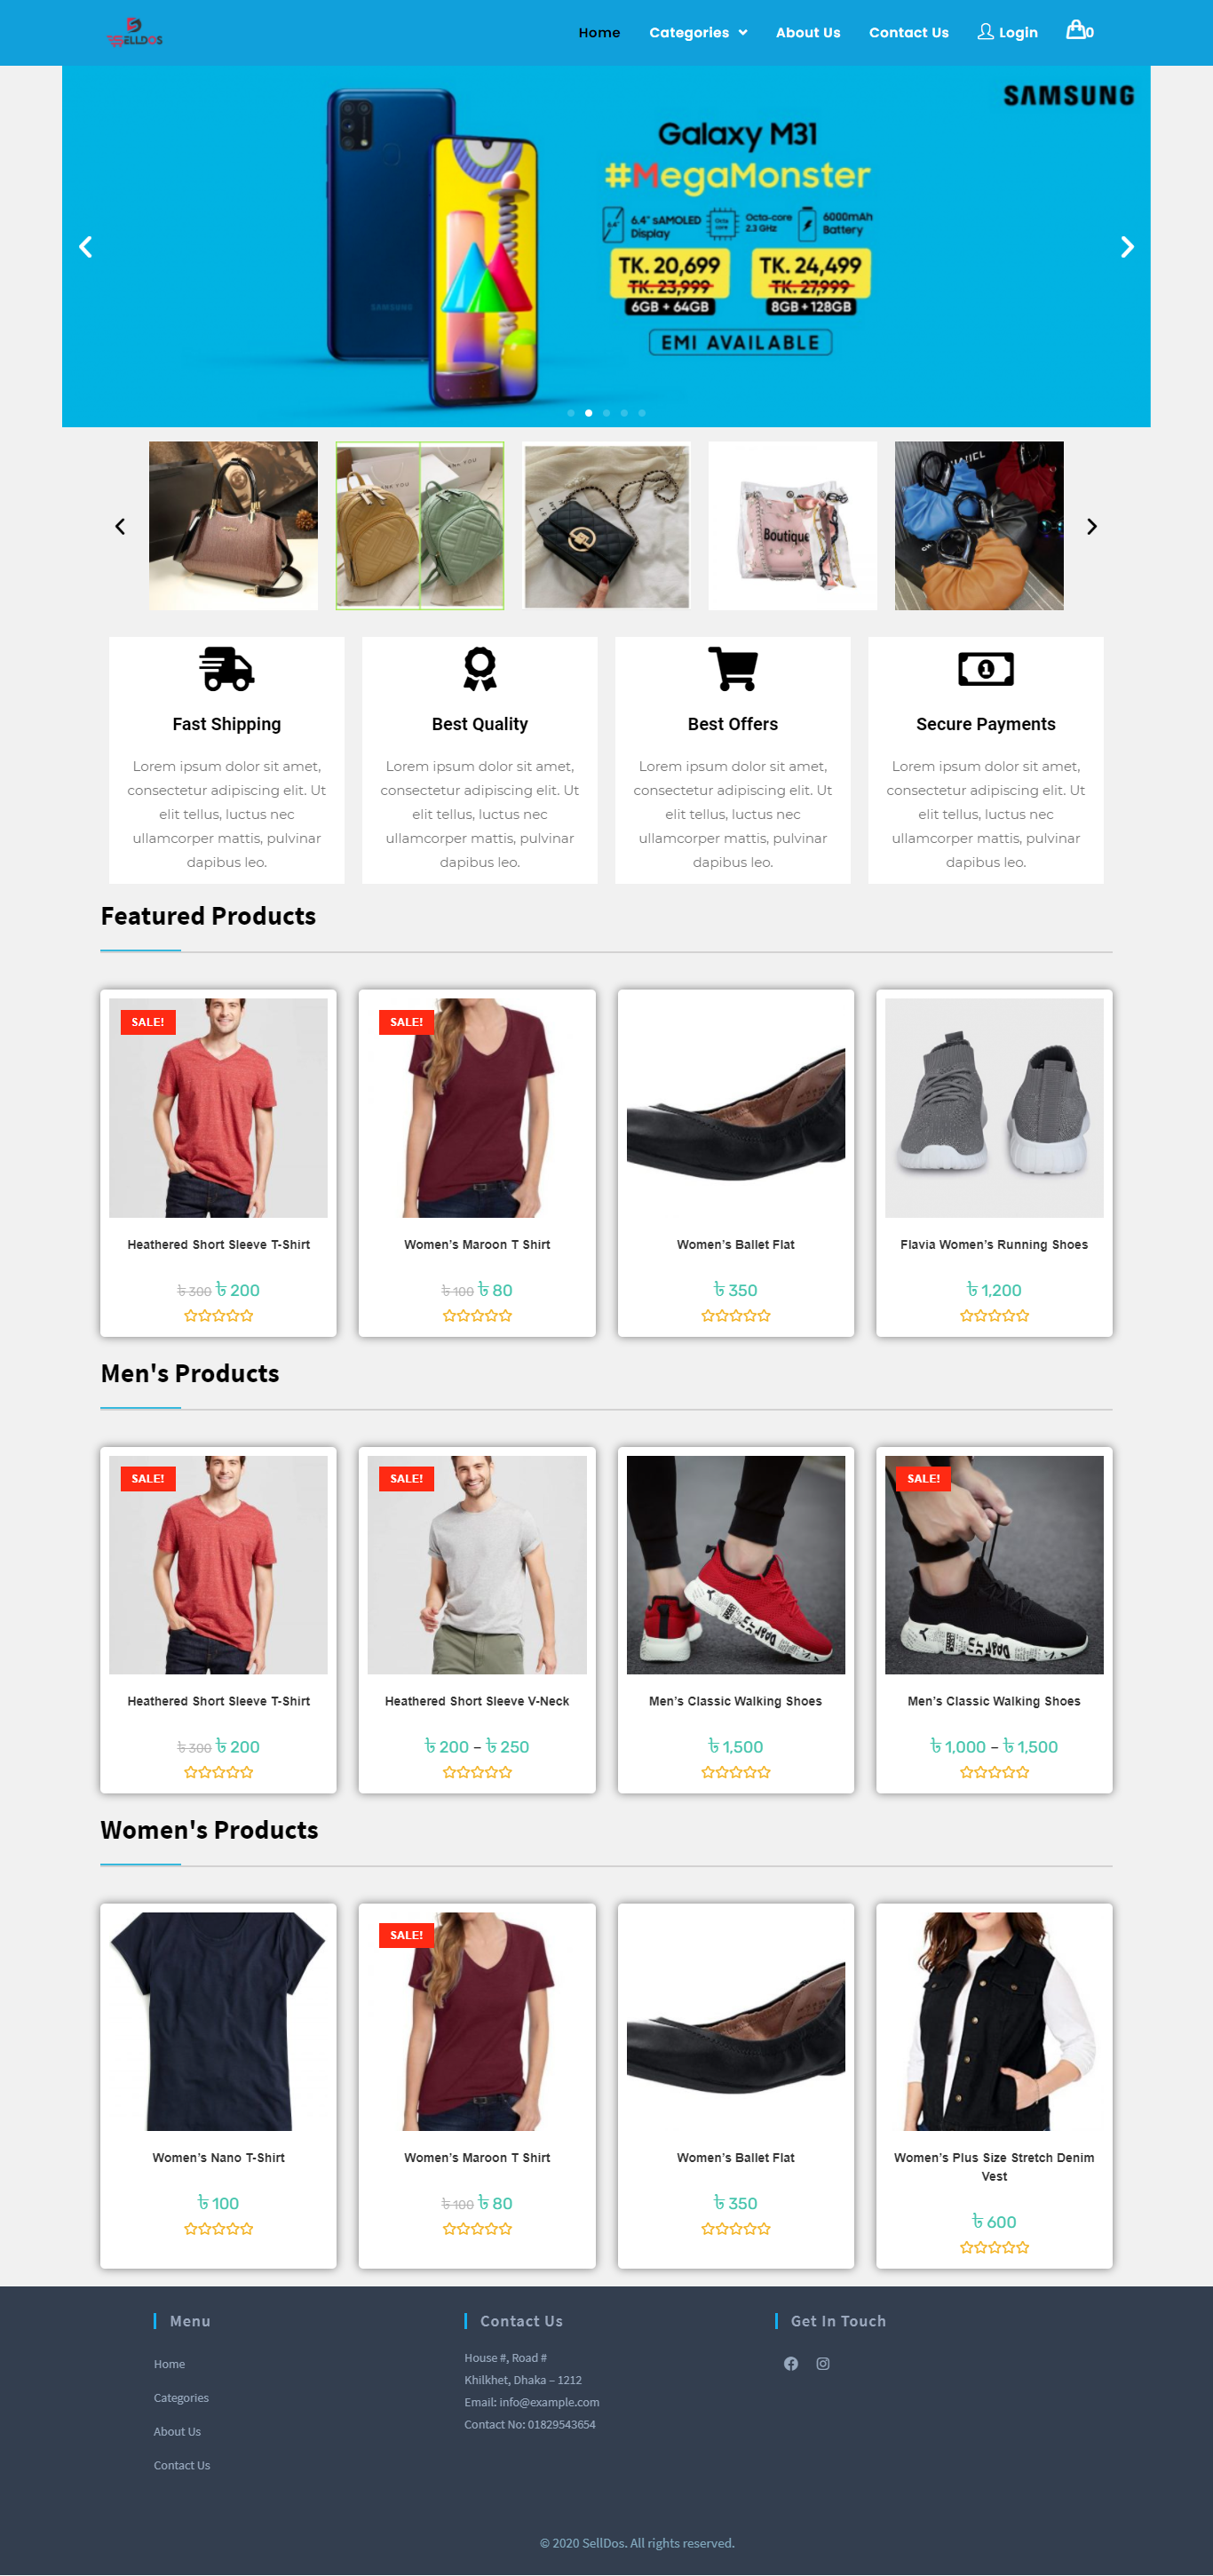 SELLDOS
Home Categories About Us Contact Us Login 0
SAMSUNG
Galaxy M31
#MegaMonster
6.4" 6.4" sAMOLED Display
Octa core Octa-core 2.3 GHz
6000mAh Battery
TK. 20,699 TK. 24,499
TK. 23,999 TK. 27,999
6GB + 64GB 8GB + 128GB
EMI AVAILABLE
SAMSUNG
Boutique
Fast Shipping
Lorem ipsum dolor sit amet,
consectetur adipiscing elit. Ut
elit tellus, luctus nec
ullamcorper mattis, pulvinar
dapibus leo.
Best Quality
Lorem ipsum dolor sit amet,
consectetur adipiscing elit. Ut
elit tellus, luctus nec
ullamcorper mattis, pulvinar
dapibus leo.
Best Offers
Lorem ipsum dolor sit amet,
consectetur adipiscing elit. Ut
elit tellus, luctus nec
ullamcorper mattis, pulvinar
dapibus leo.
Secure Payments
Lorem ipsum dolor sit amet,
consectetur adipiscing elit. Ut
elit tellus, luctus nec
ullamcorper mattis, pulvinar
dapibus leo.
Featured Products
SALE!
Heathered Short Sleeve T-Shirt
৳ 300 ৳ 200
SALE!
Women’s Maroon T Shirt
৳ 100 ৳ 80
Women’s Ballet Flat
৳ 350
Flavia Women’s Running Shoes
৳ 1,200
Men's Products
SALE!
Heathered Short Sleeve T-Shirt
৳ 300 ৳ 200
SALE!
Heathered Short Sleeve V-Neck
৳ 200 – ৳ 250
Men’s Classic Walking Shoes
৳ 1,500
SALE!
Men’s Classic Walking Shoes
৳ 1,000 – ৳ 1,500
Women's Products
Women’s Nano T-Shirt
৳ 100
SALE!
Women’s Maroon T Shirt
৳ 100 ৳ 80
Women’s Ballet Flat
৳ 350
Women’s Plus Size Stretch Denim
Vest
৳ 600
Menu
Home
Categories
About Us
Contact Us
Contact Us
House #, Road #
Khilkhet, Dhaka – 1212
Email: info@example.com
Contact No: 01829543654
Get In Touch
© 2020 SellDos. All rights reserved.